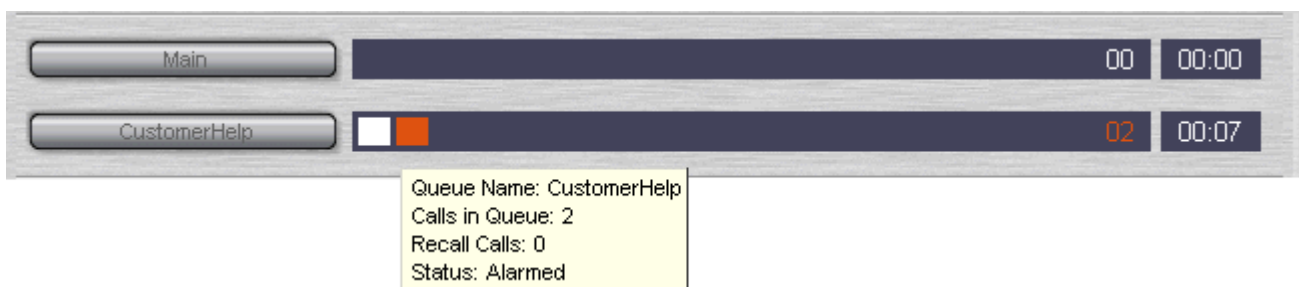 Main 00 00:00
CustomerHelp 02 00:07
Queue Name: CustomerHelp
Calls in Queue: 2
Recall Calls: 0
Status: Alarmed